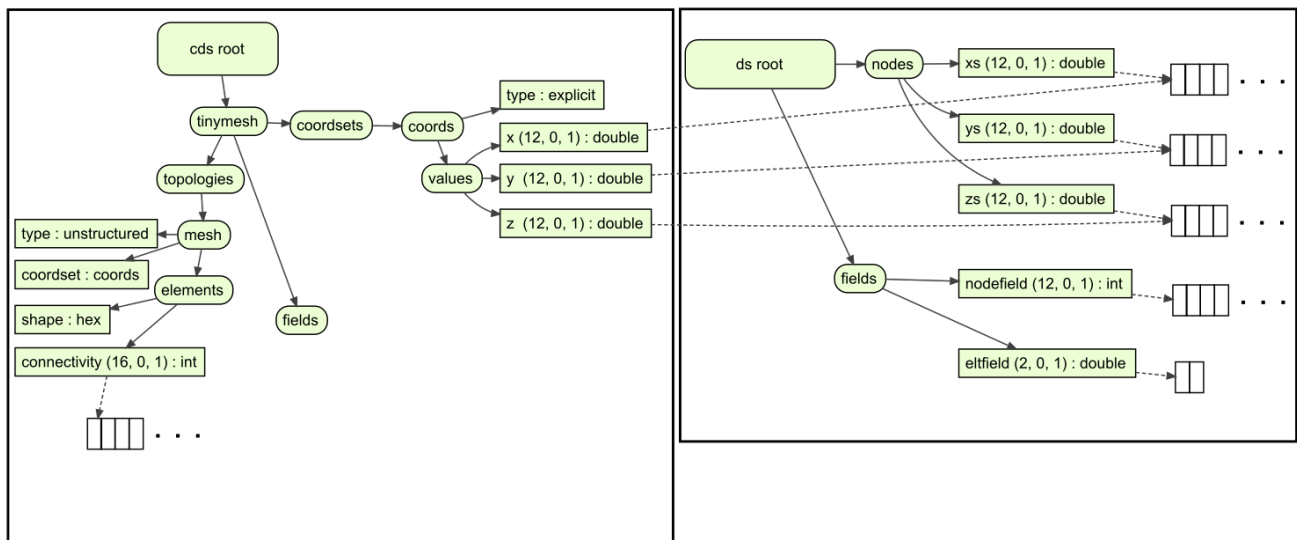 cds root
tinymesh
coordsets
coords
type : explicit
x (12, 0, 1) : double
values
y  (12, 0, 1) : double
z  (12, 0, 1) : double
topologies
mesh
type : unstructured
coordset : coords
elements
shape : hex
fields
connectivity (16, 0, 1) : int
. . .
ds root
nodes
xs (12, 0, 1) : double
. . .
ys (12, 0, 1) : double
. . .
zs (12, 0, 1) : double
. . .
fields
nodefield (12, 0, 1) : int
. . .
eltfield (2, 0, 1) : double